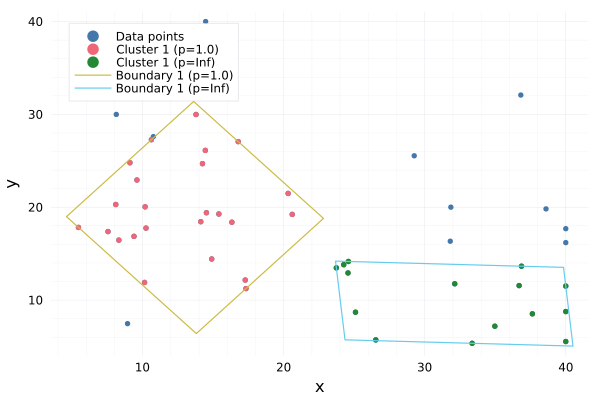 40
Data points
Cluster 1 (p=1.0)
Cluster 1 (p=Inf)
Boundary 1 (p=1.0)
Boundary 1 (p=Inf)
30
y
20
10
10
20
30
40
x